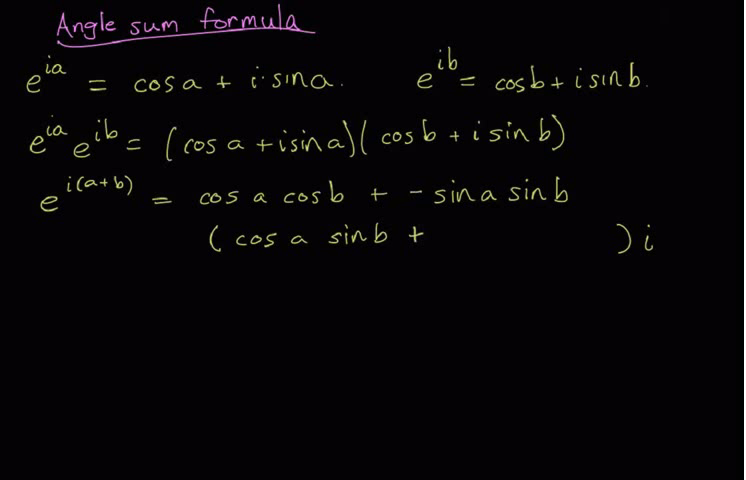 Angle sum formula
e^{ia} = cos a + i·sin a. e^{ib} = cos b + i sin b.
e^{ia} e^{ib} = (cos a + i sin a)(cos b + i sin b)
e^{i(a+b)} = cos a cos b + - sin a sin b
(cos a sin b + ) i